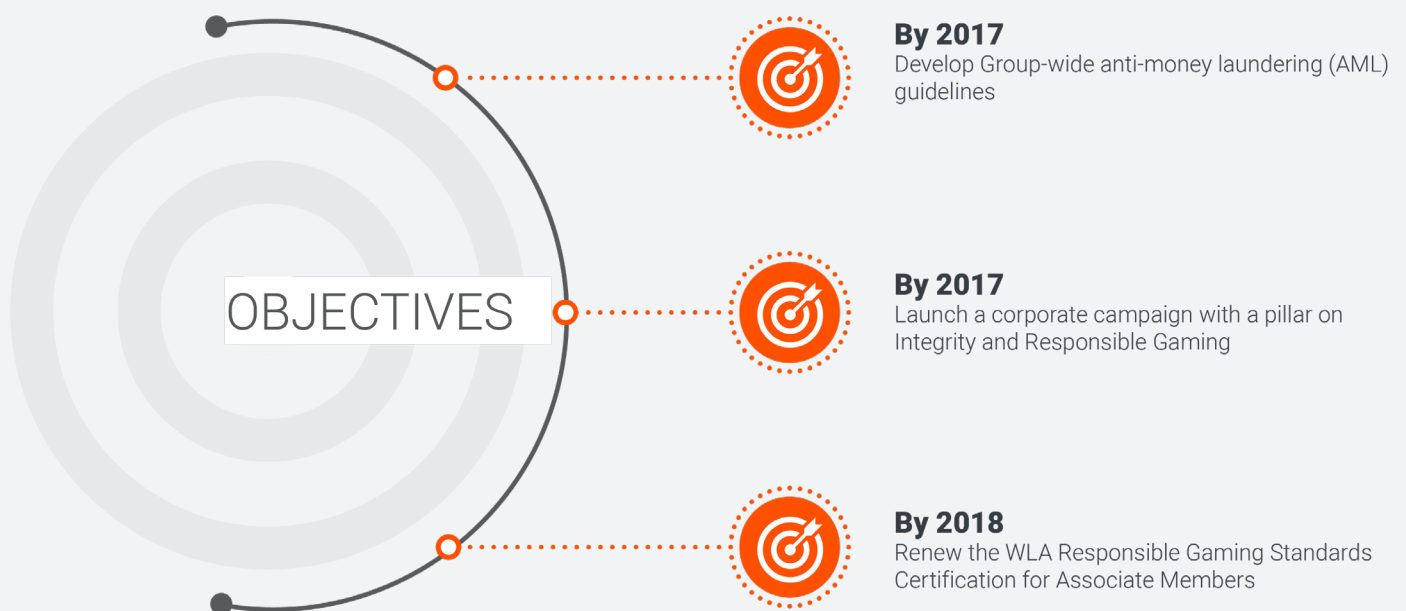 By 2017
Develop Group-wide anti-money laundering (AML)
guidelines
OBJECTIVES
By 2017
Launch a corporate campaign with a pillar on
Integrity and Responsible Gaming
By 2018
Renew the WLA Responsible Gaming Standards
Certification for Associate Members